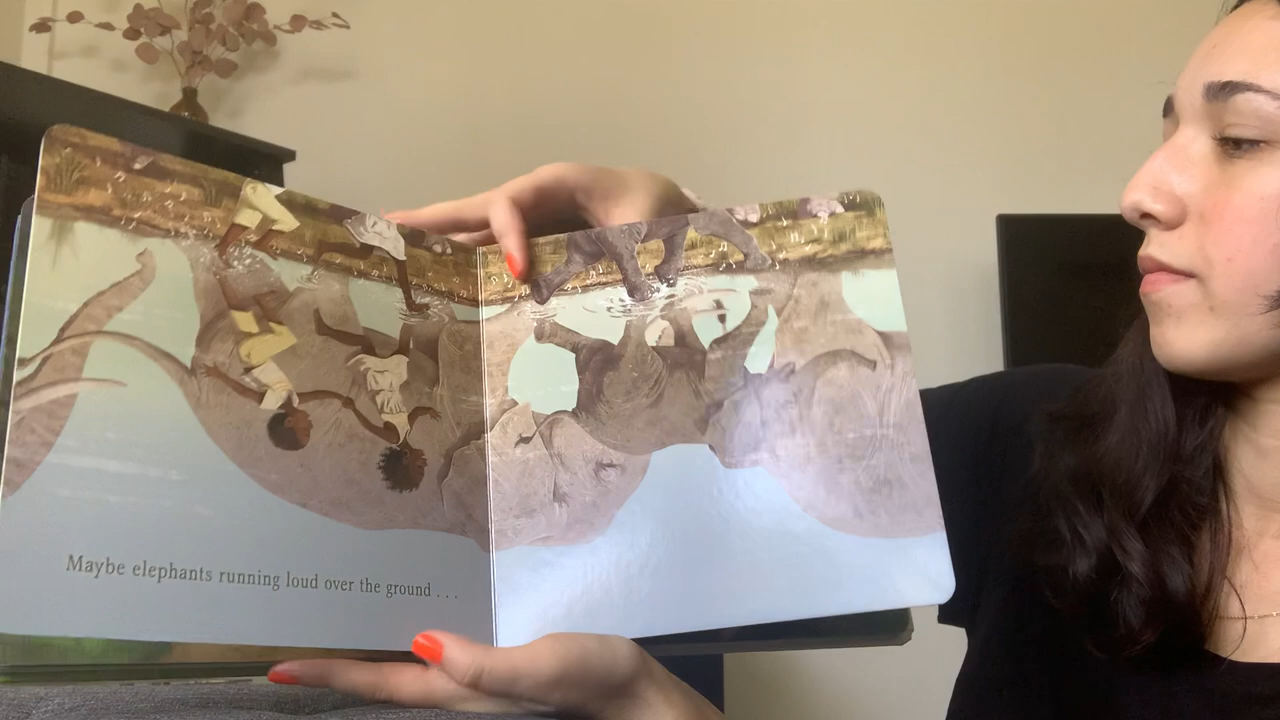 Maybe elephants running loud over the ground . . .